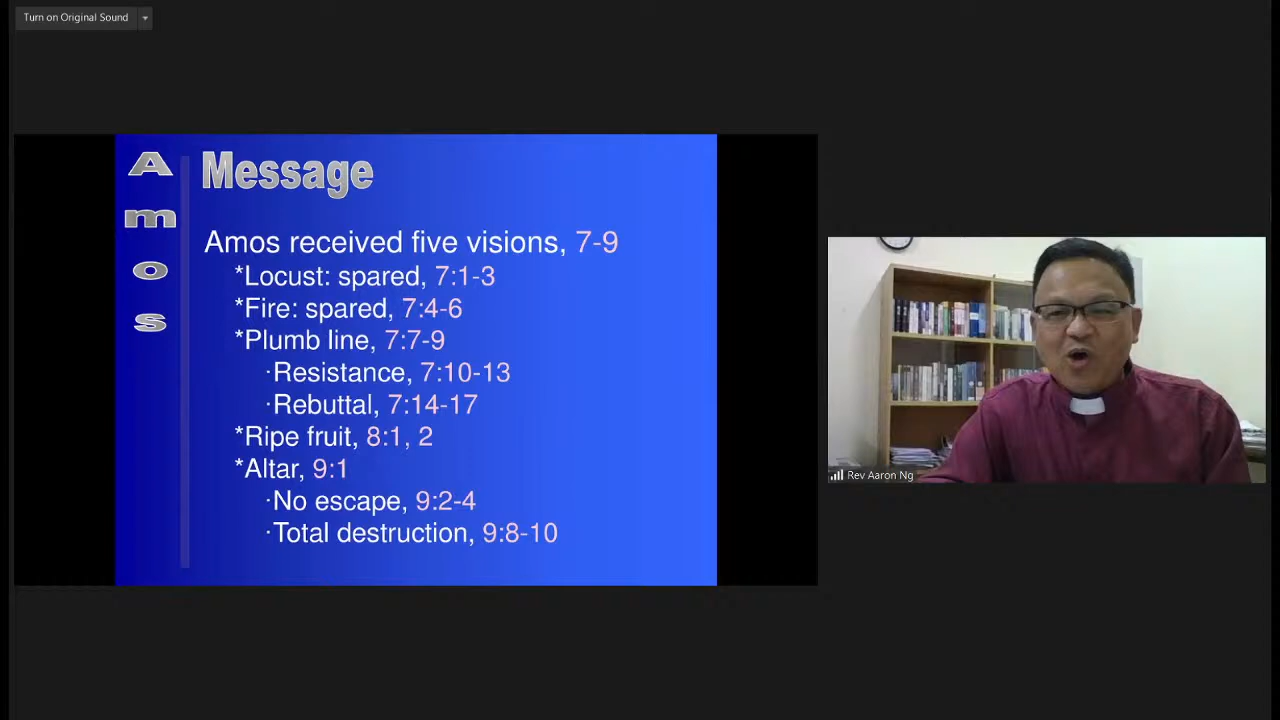 Turn on Original Sound
Amos
Message
Amos received five visions, 7-9
*Locust: spared, 7:1-3
*Fire: spared, 7:4-6
*Plumb line, 7:7-9
·Resistance, 7:10-13
·Rebuttal, 7:14-17
*Ripe fruit, 8:1, 2
*Altar, 9:1
·No escape, 9:2-4
·Total destruction, 9:8-10
Rev Aaron Ng